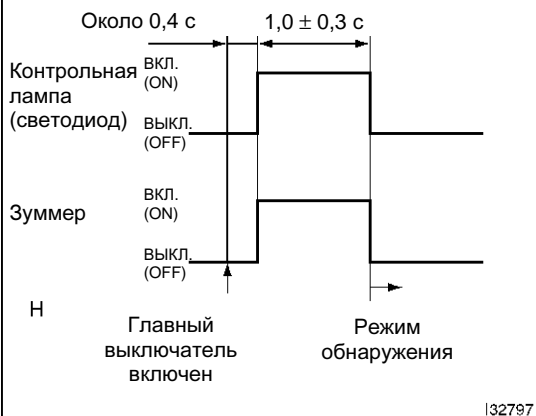 Около 0,4 с
1,0 ± 0,3 с
Контрольная
лампа
(светодиод)
ВКЛ.
(ON)
ВЫКЛ.
(OFF)
Зуммер
ВКЛ.
(ON)
ВЫКЛ.
(OFF)
Н
Главный
выключатель
включен
Режим
обнаружения
I32797